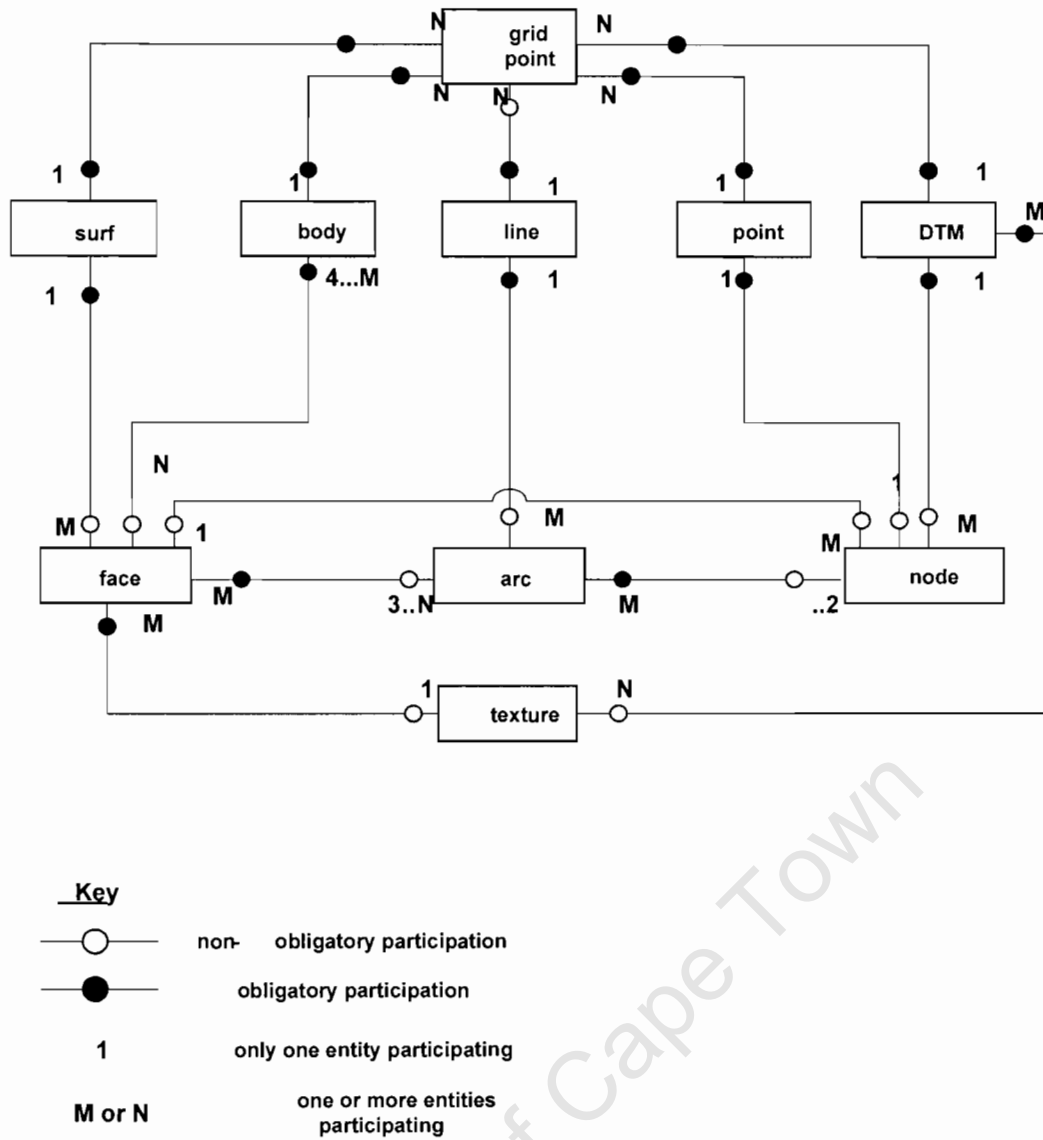 N
grid
point
N
N
N
N
1
1
1
1
1
M
surf
body
line
point
DTM
1
4...M
1
1
1
N
1
M
1
M
M
M
face
arc
node
M
3..N
M
..2
M
1
N
texture
Key
non- obligatory participation
obligatory participation
1 only one entity participating
M or N one or more entities
participating
f Cape Town